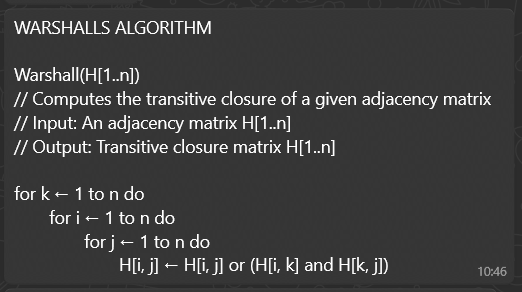 WARSHALLS ALGORITHM
Warshall(H[1..n])
// Computes the transitive closure of a given adjacency matrix
// Input: An adjacency matrix H[1..n]
// Output: Transitive closure matrix H[1..n]
for k ← 1 to n do
for i ← 1 to n do
for j ← 1 to n do
H[i, j] ← H[i, j] or (H[i, k] and H[k, j])
10:46